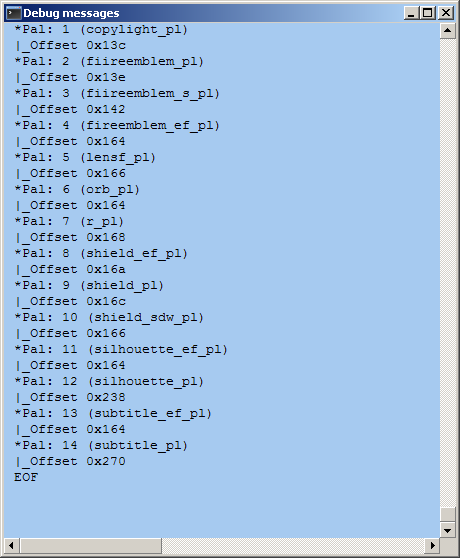 Debug messages
*Pal: 1 (copylight_pl)
|_Offset 0x13c
*Pal: 2 (fiireemblem_pl)
|_Offset 0x13e
*Pal: 3 (fiireemblem_s_pl)
|_Offset 0x142
*Pal: 4 (fireemblem_ef_pl)
|_Offset 0x164
*Pal: 5 (lensf_pl)
|_Offset 0x166
*Pal: 6 (orb_pl)
|_Offset 0x164
*Pal: 7 (r_pl)
|_Offset 0x168
*Pal: 8 (shield_ef_pl)
|_Offset 0x16a
*Pal: 9 (shield_pl)
|_Offset 0x16c
*Pal: 10 (shield_sdw_pl)
|_Offset 0x166
*Pal: 11 (silhouette_ef_pl)
|_Offset 0x164
*Pal: 12 (silhouette_pl)
|_Offset 0x238
*Pal: 13 (subtitle_ef_pl)
|_Offset 0x164
*Pal: 14 (subtitle_pl)
|_Offset 0x270
EOF